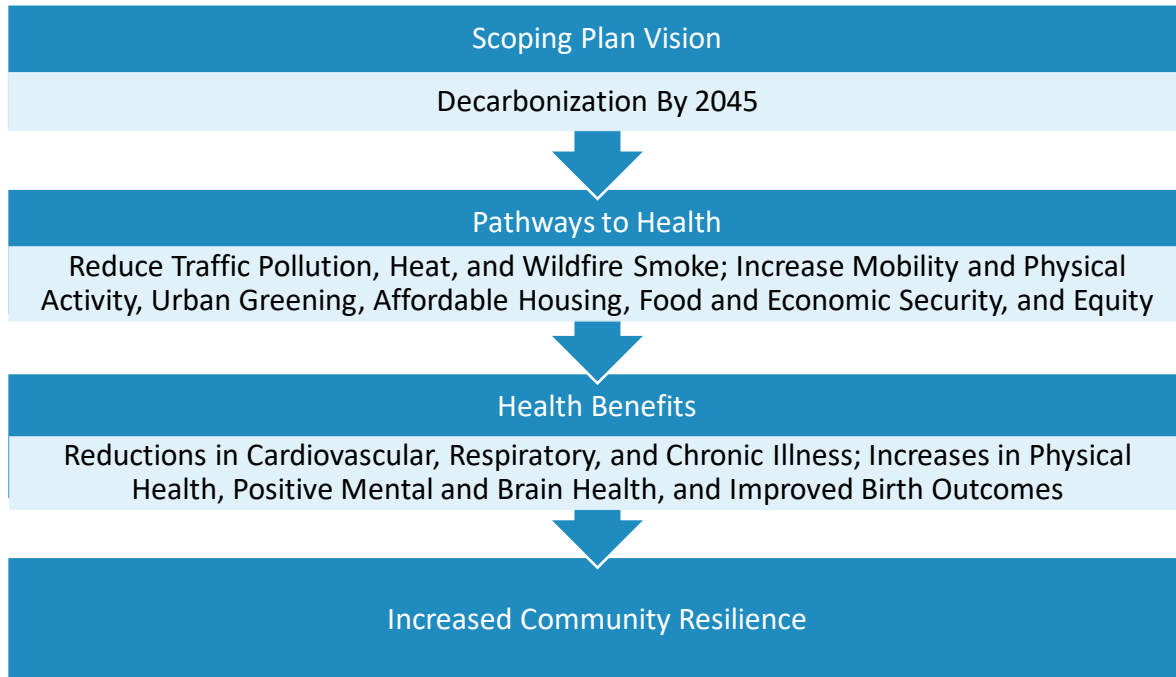 Scoping Plan Vision
Decarbonization By 2045
Pathways to Health
Reduce Traffic Pollution, Heat, and Wildfire Smoke; Increase Mobility and Physical
Activity, Urban Greening, Affordable Housing, Food and Economic Security, and Equity
Health Benefits
Reductions in Cardiovascular, Respiratory, and Chronic Illness; Increases in Physical
Health, Positive Mental and Brain Health, and Improved Birth Outcomes
Increased Community Resilience